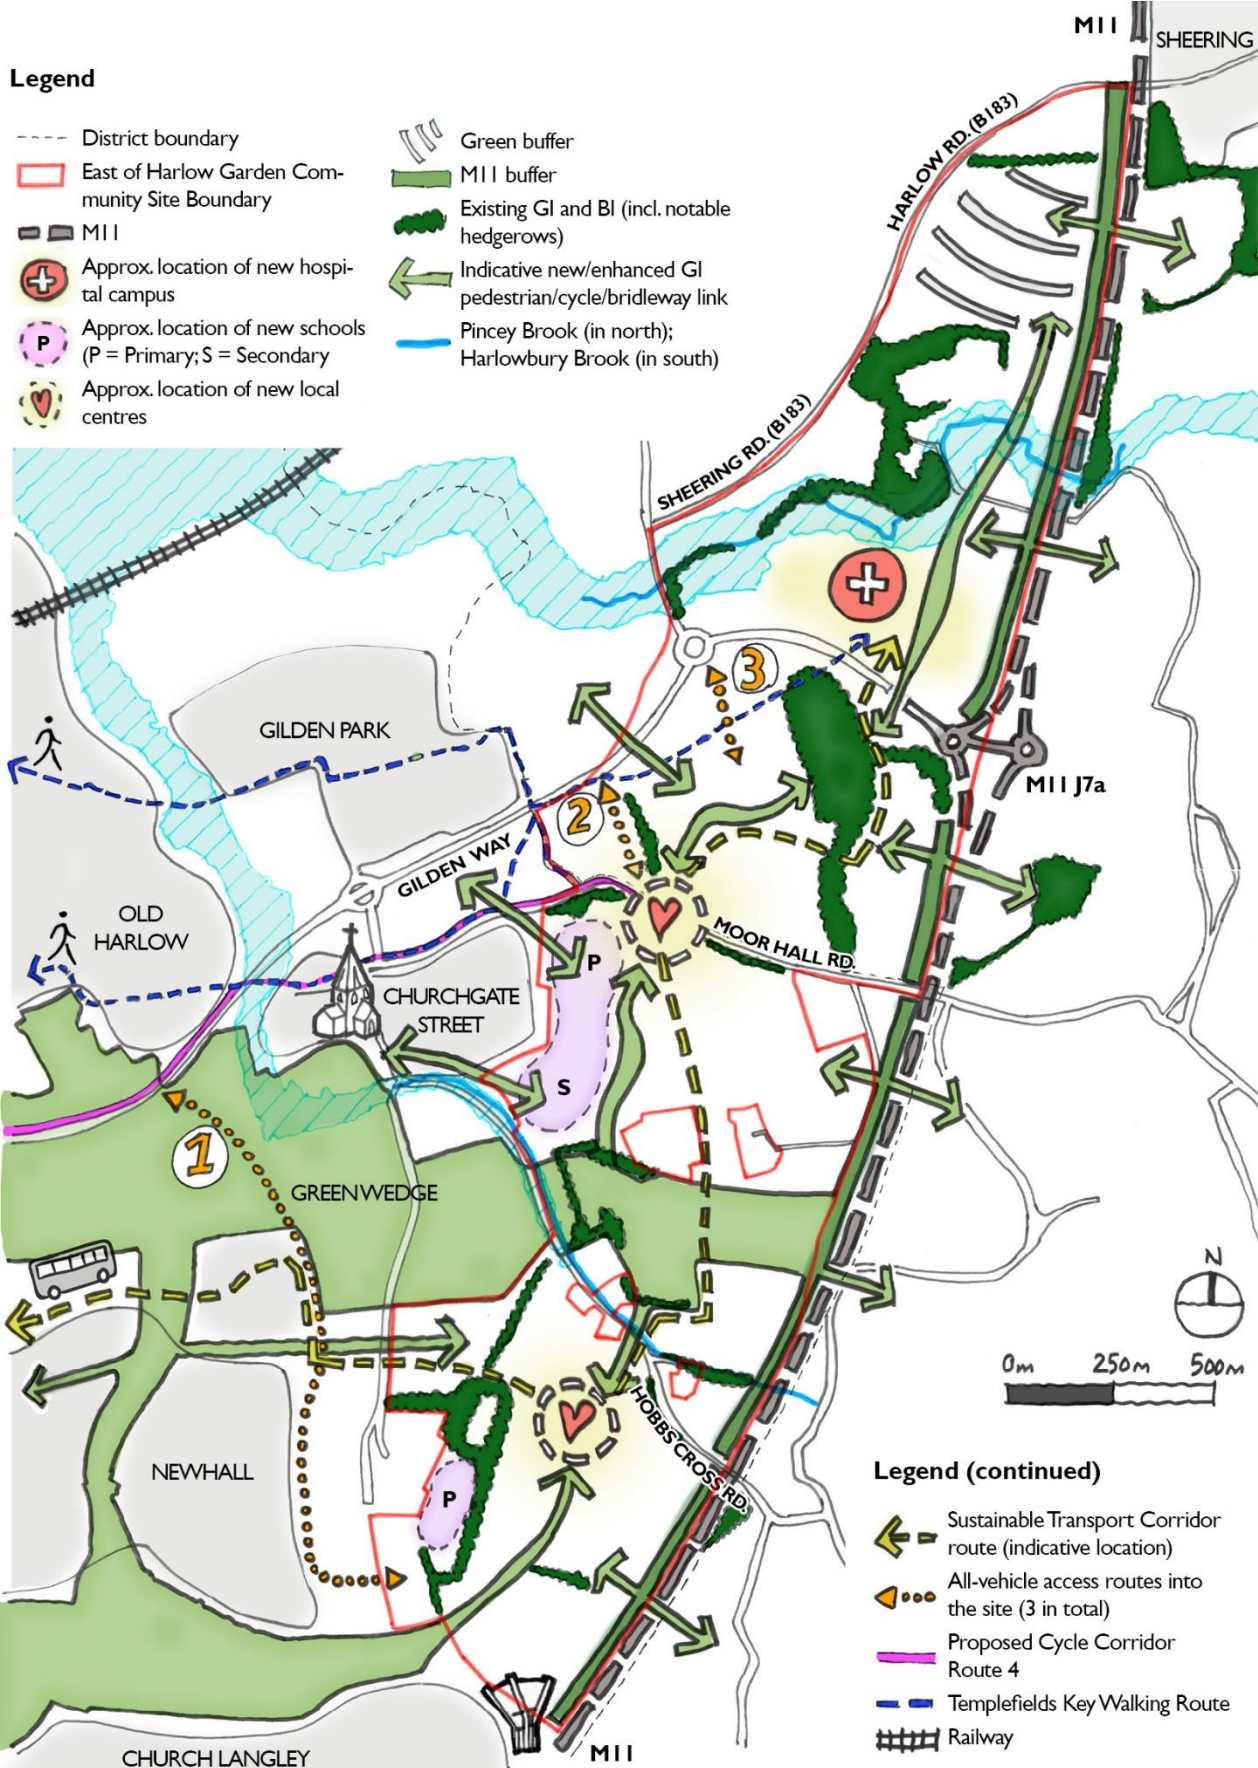 Legend
District boundary
East of Harlow Garden Com-
munity Site Boundary
M11
Approx. location of new hospi-
tal campus
P
Approx. location of new schools
(P = Primary; S = Secondary
Approx. location of new local
centres
Green buffer
M11 buffer
Existing GI and BI (incl. notable
hedgerows)
Indicative new/enhanced GI
pedestrian/cycle/bridleway link
Pincey Brook (in north);
Harlowbury Brook (in south)
M11
SHEERING
HARLOW RD. (B183)
SHEERING RD. (B183)
3
GILDEN PARK
M11 J7a
2
GILDEN WAY
OLD
HARLOW
MOOR HALL RD.
P
CHURCHGATE
STREET
S
1
GREEN WEDGE
N
0m 250m 500m
HOBBS CROSS RD.
NEWHALL
P
CHURCH LANGLEY
M11
Legend (continued)
Sustainable Transport Corridor
route (indicative location)
All-vehicle access routes into
the site (3 in total)
Proposed Cycle Corridor
Route 4
Templefields Key Walking Route
Railway